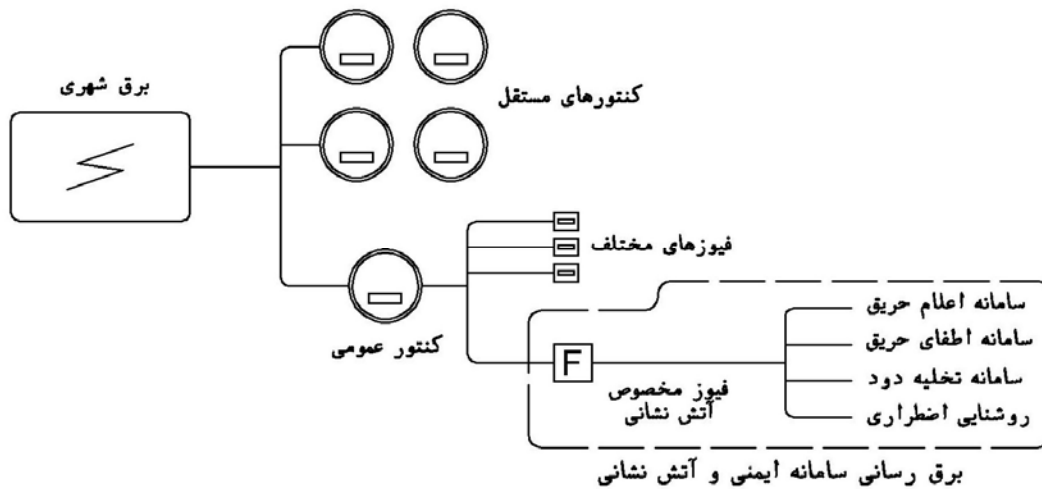 برق شهری
کنتورهای مستقل
فیوزهای مختلف
کنتور عمومی
F
فیوز مخصوص
آتش نشانی
سامانه اعلام حریق
سامانه اطفای حریق
سامانه تخلیه دود
روشنایی اضطراری
برق رسانی سامانه ایمنی و آتش نشانی